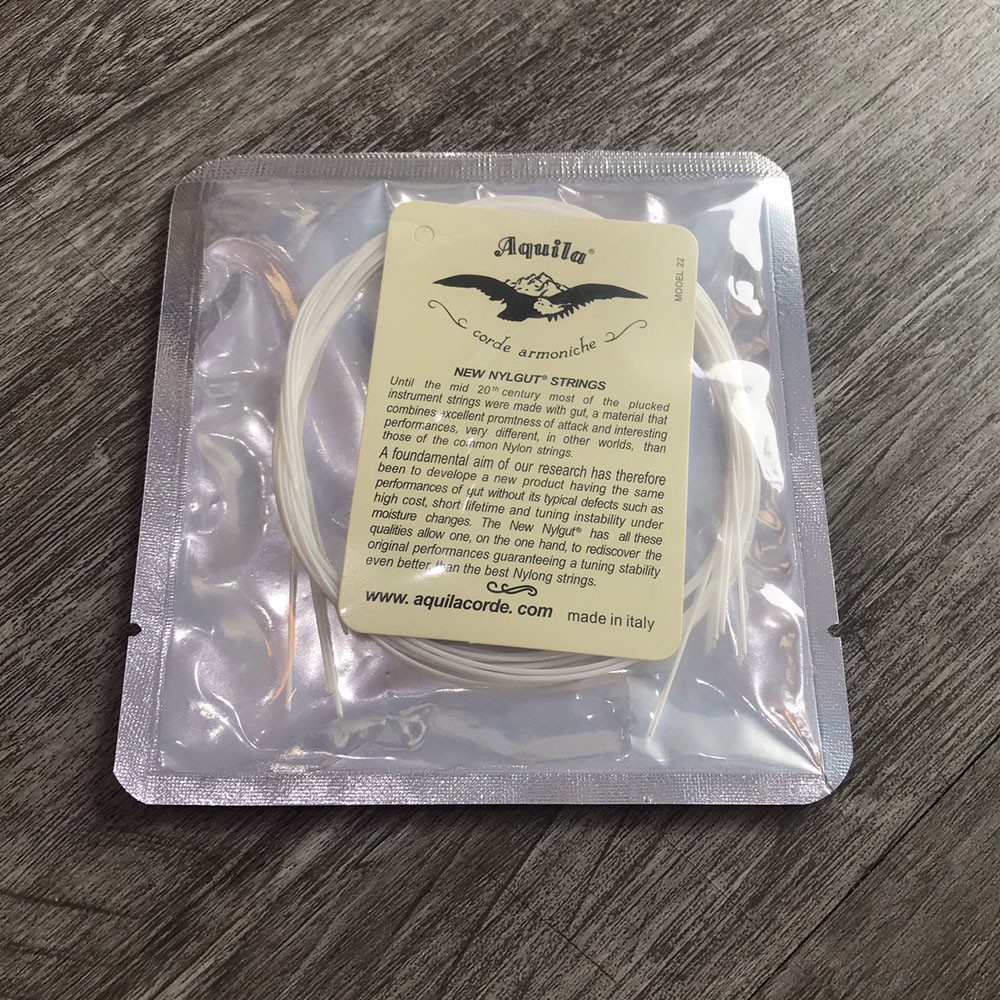 Aquila®
MODEL 22
corde armoniche
NEW NYLGUT® STRINGS
Until the mid 20th century most of the plucked
instrument strings were made with gut, a material that
combines excellent promtness of attack and interesting
performances, very different, in other worlds, than
those of the common Nylon strings.
A foundamental aim of our research has therefore
been to develope a new product having the same
performances of gut without its typical defects such as
high cost, short lifetime and tuning instability under
moisture changes. The New Nylgut® has all these
qualities allow one, on the one hand, to rediscover the
original performances guaranteeing a tuning stability
even better than the best Nylong strings.
www. aquilacorde. com made in italy